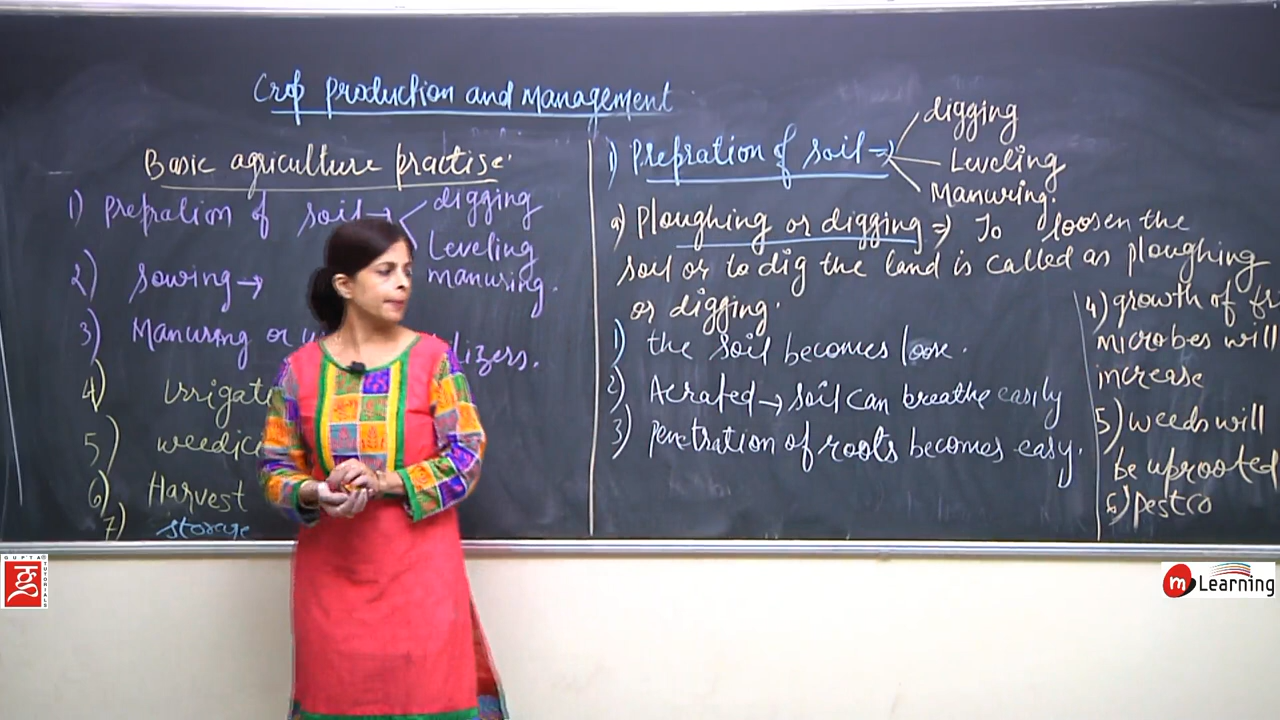 Crop production and management
Basic agriculture practise.
1) prepration of soil → digging
Leveling
manuring.
2) sowing →
3) Manuring or lizers.
4) irrigat
5) weedic
6) Harvest
7) storage
1) Prepration of soil ⇒ digging
Leveling
Manuring.
a) Ploughing or digging ⇒ To loosen the
soil or to dig the land is called as ploughing
or digging.
1) the soil becomes loose.
2) Aerated → soil can breathe easily
3) penetration of roots becomes easy.
4) growth of fr
microbes will
increase
5) weeds will
be uprooted
6) pestco
GUPTA
TUTORIALS
m Learning